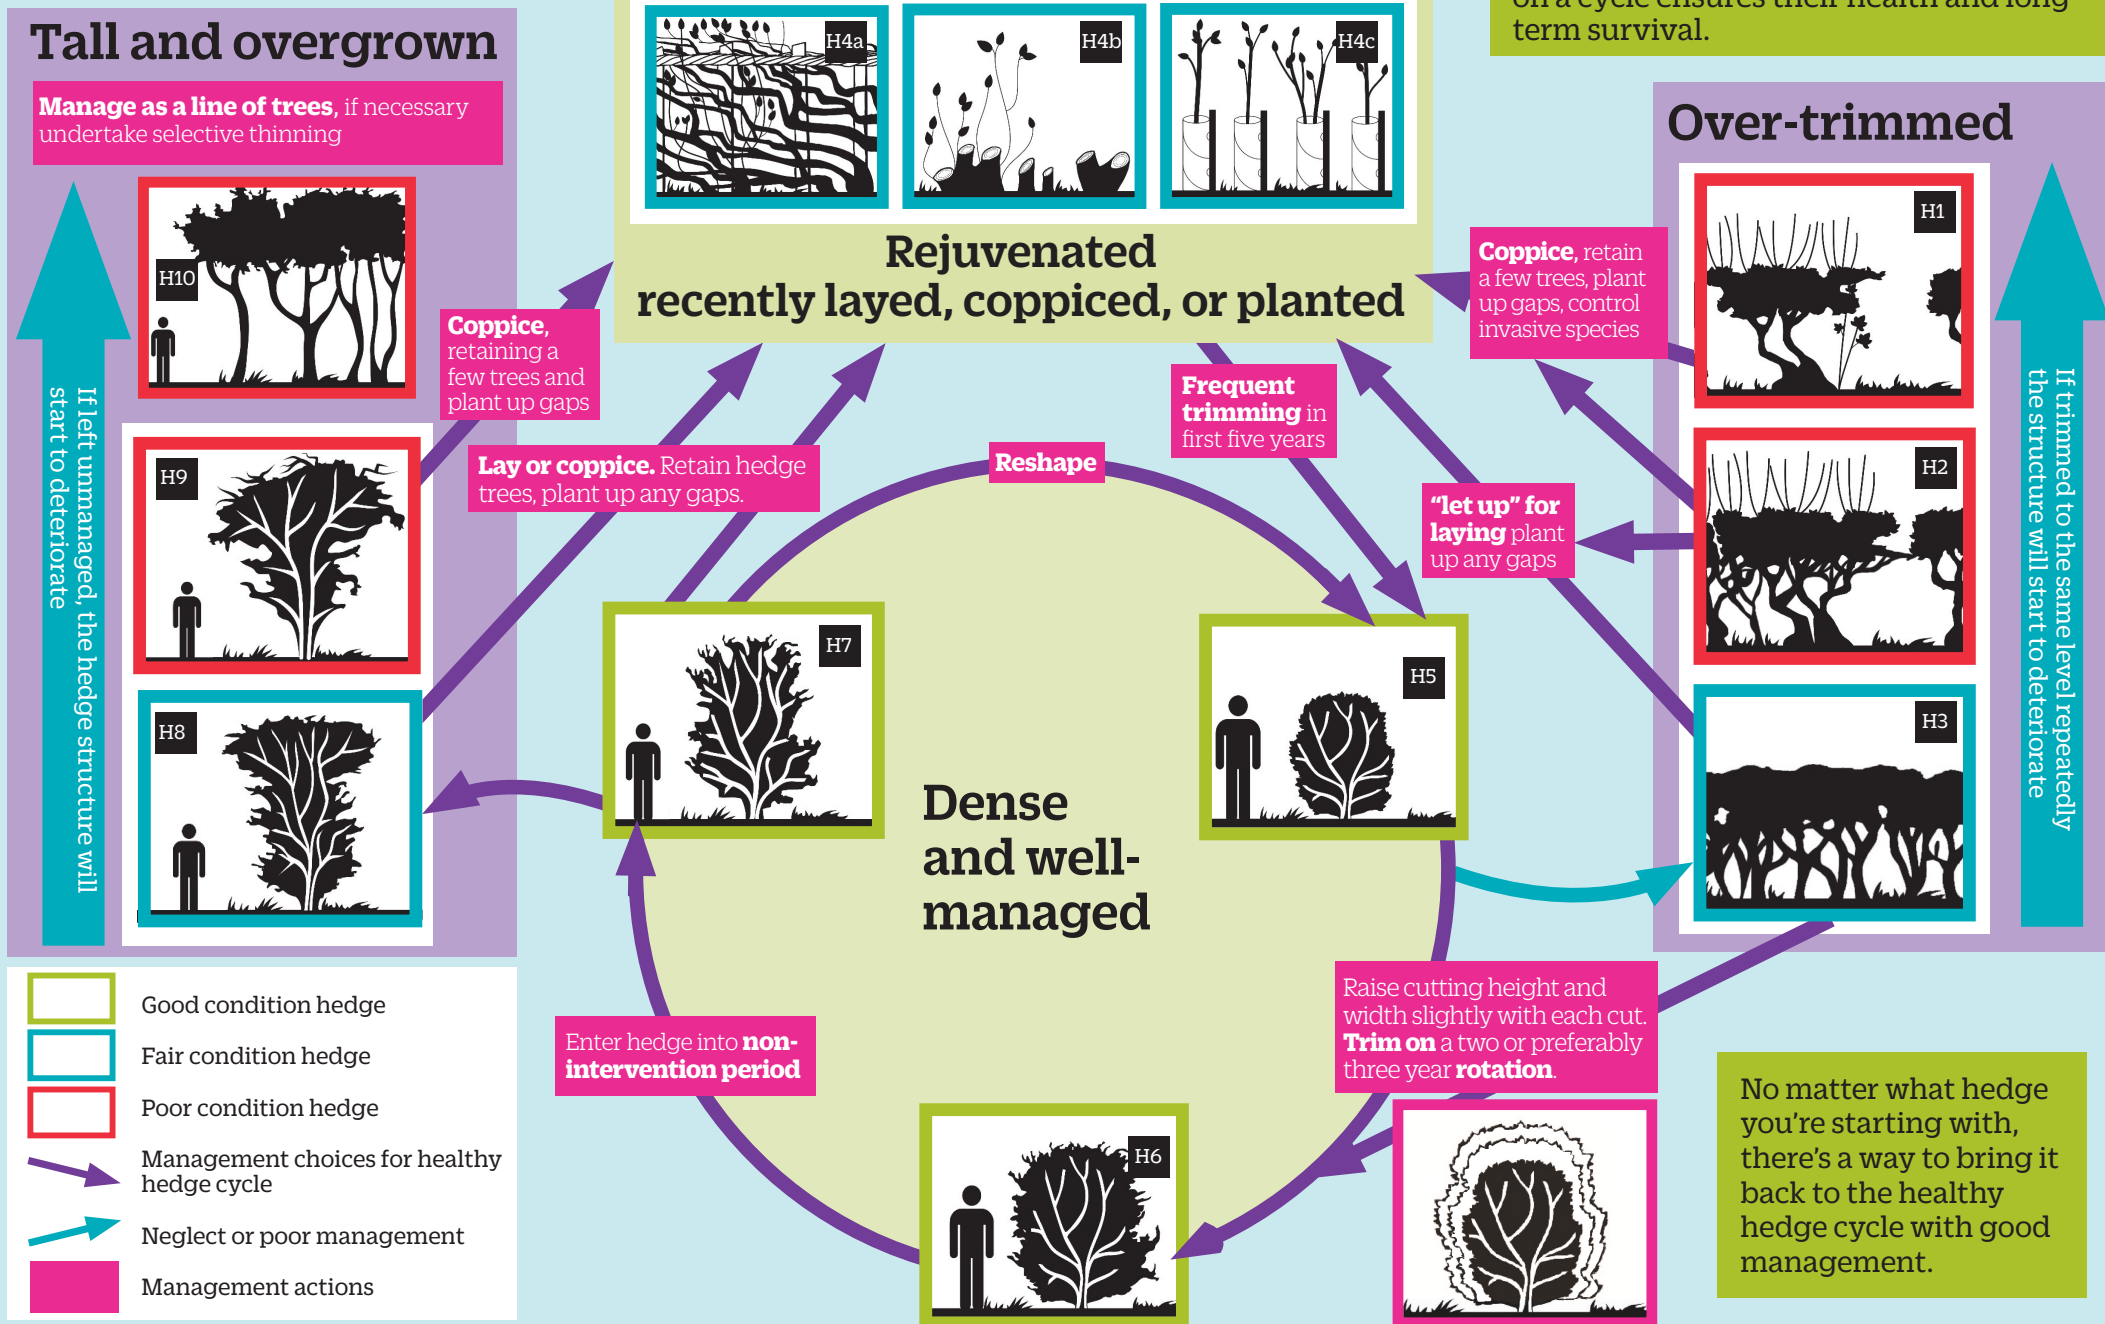 on a cycle ensures their health and long
term survival.
Tall and overgrown
Manage as a line of trees, if necessary
undertake selective thinning
H10
H9
H8
If left unmanaged, the hedge structure will
start to deteriorate
H4a
H4b
H4c
Rejuvenated
recently layed, coppiced, or planted
Coppice,
retaining a
few trees and
plant up gaps
Lay or coppice. Retain hedge
trees, plant up any gaps.
Reshape
Frequent
trimming in
first five years
"let up" for
laying plant
up any gaps
Coppice, retain
a few trees, plant
up gaps, control
invasive species
Over-trimmed
H1
H2
H3
If trimmed to the same level repeatedly
the structure will start to deteriorate
H7
H5
Dense
and well-
managed
Enter hedge into non-
intervention period
H6
Raise cutting height and
width slightly with each cut.
Trim on a two or preferably
three year rotation.
Good condition hedge
Fair condition hedge
Poor condition hedge
Management choices for healthy
hedge cycle
Neglect or poor management
Management actions
No matter what hedge
you're starting with,
there's a way to bring it
back to the healthy
hedge cycle with good
management.